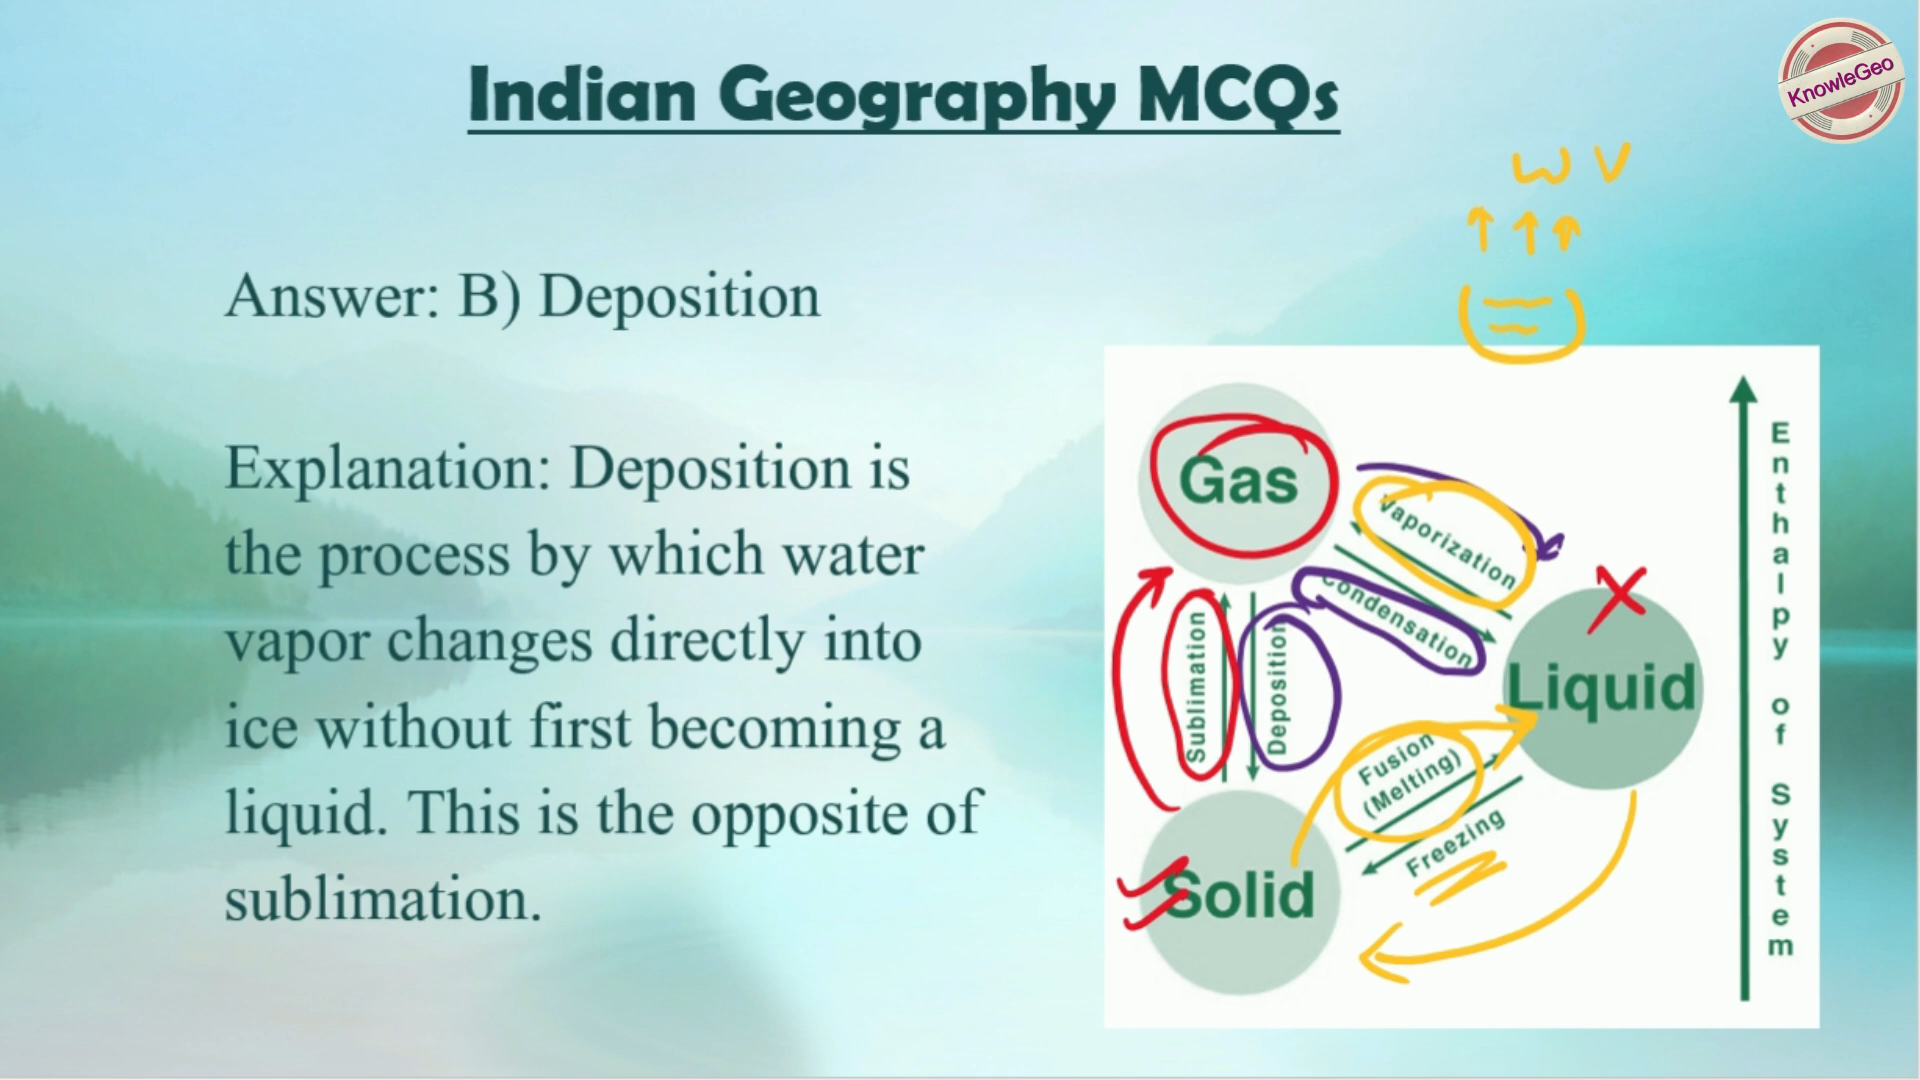 Indian Geography MCQs
KnowleGeo
W V
Answer: B) Deposition
Explanation: Deposition is
the process by which water
vapor changes directly into
ice without first becoming a
liquid. This is the opposite of
sublimation.
Gas
Vaporization
Condensation
Sublimation
Deposition
Liquid
Fusion
(Melting)
Freezing
Solid
Enthalpy of System